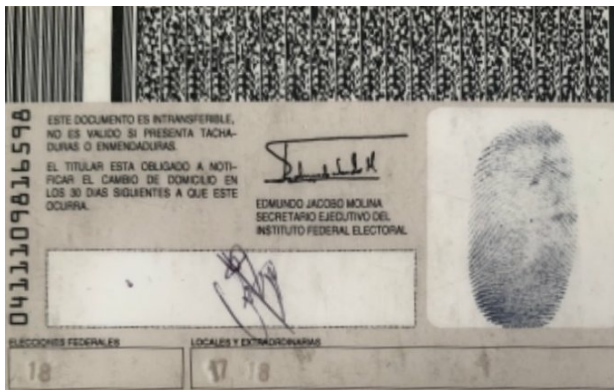 0411109816598
ESTE DOCUMENTO ES INTRANSFERIBLE,
NO ES VALIDO SI PRESENTA TACHA-
DURAS O ENMENDADURAS.
EL TITULAR ESTA OBLIGADO A NOTI-
FICAR EL CAMBIO DE DOMICILIO EN
LOS 30 DIAS SIGUIENTES A QUE ESTE
OCURRA.
EDMUNDO JACOBO MOLINA
SECRETARIO EJECUTIVO DEL
INSTITUTO FEDERAL ELECTORAL
ELECCIONES FEDERALES
LOCALES Y EXTRAORDINARIAS
18
17 18